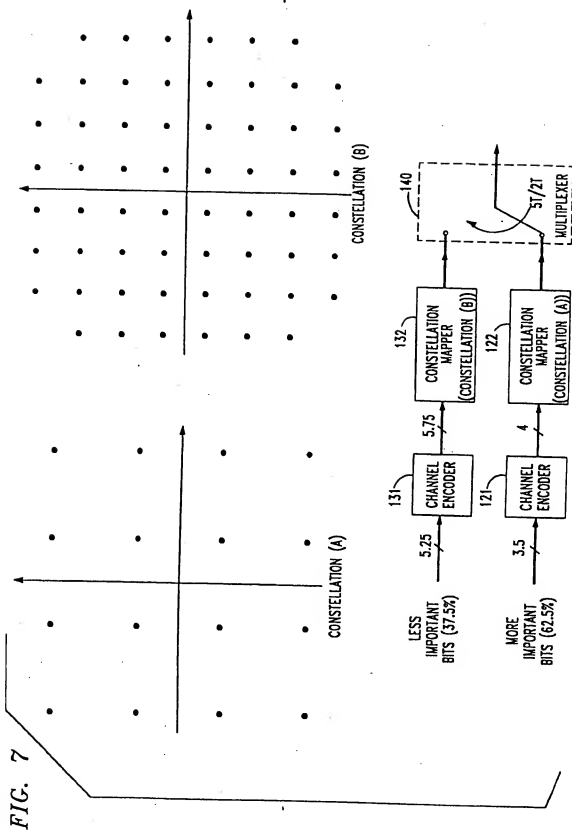 FIG. 7
CONSTELLATION (A)
CONSTELLATION (B)
LESS
IMPORTANT
BITS (37.5%)
5.25
131
CHANNEL
ENCODER
5.75
132
CONSTELLATION
MAPPER
(CONSTELLATION (B))
140
5T/2T
MULTIPLEXER
MORE
IMPORTANT
BITS (62.5%)
3.5
121
CHANNEL
ENCODER
4
122
CONSTELLATION
MAPPER
(CONSTELLATION (A))